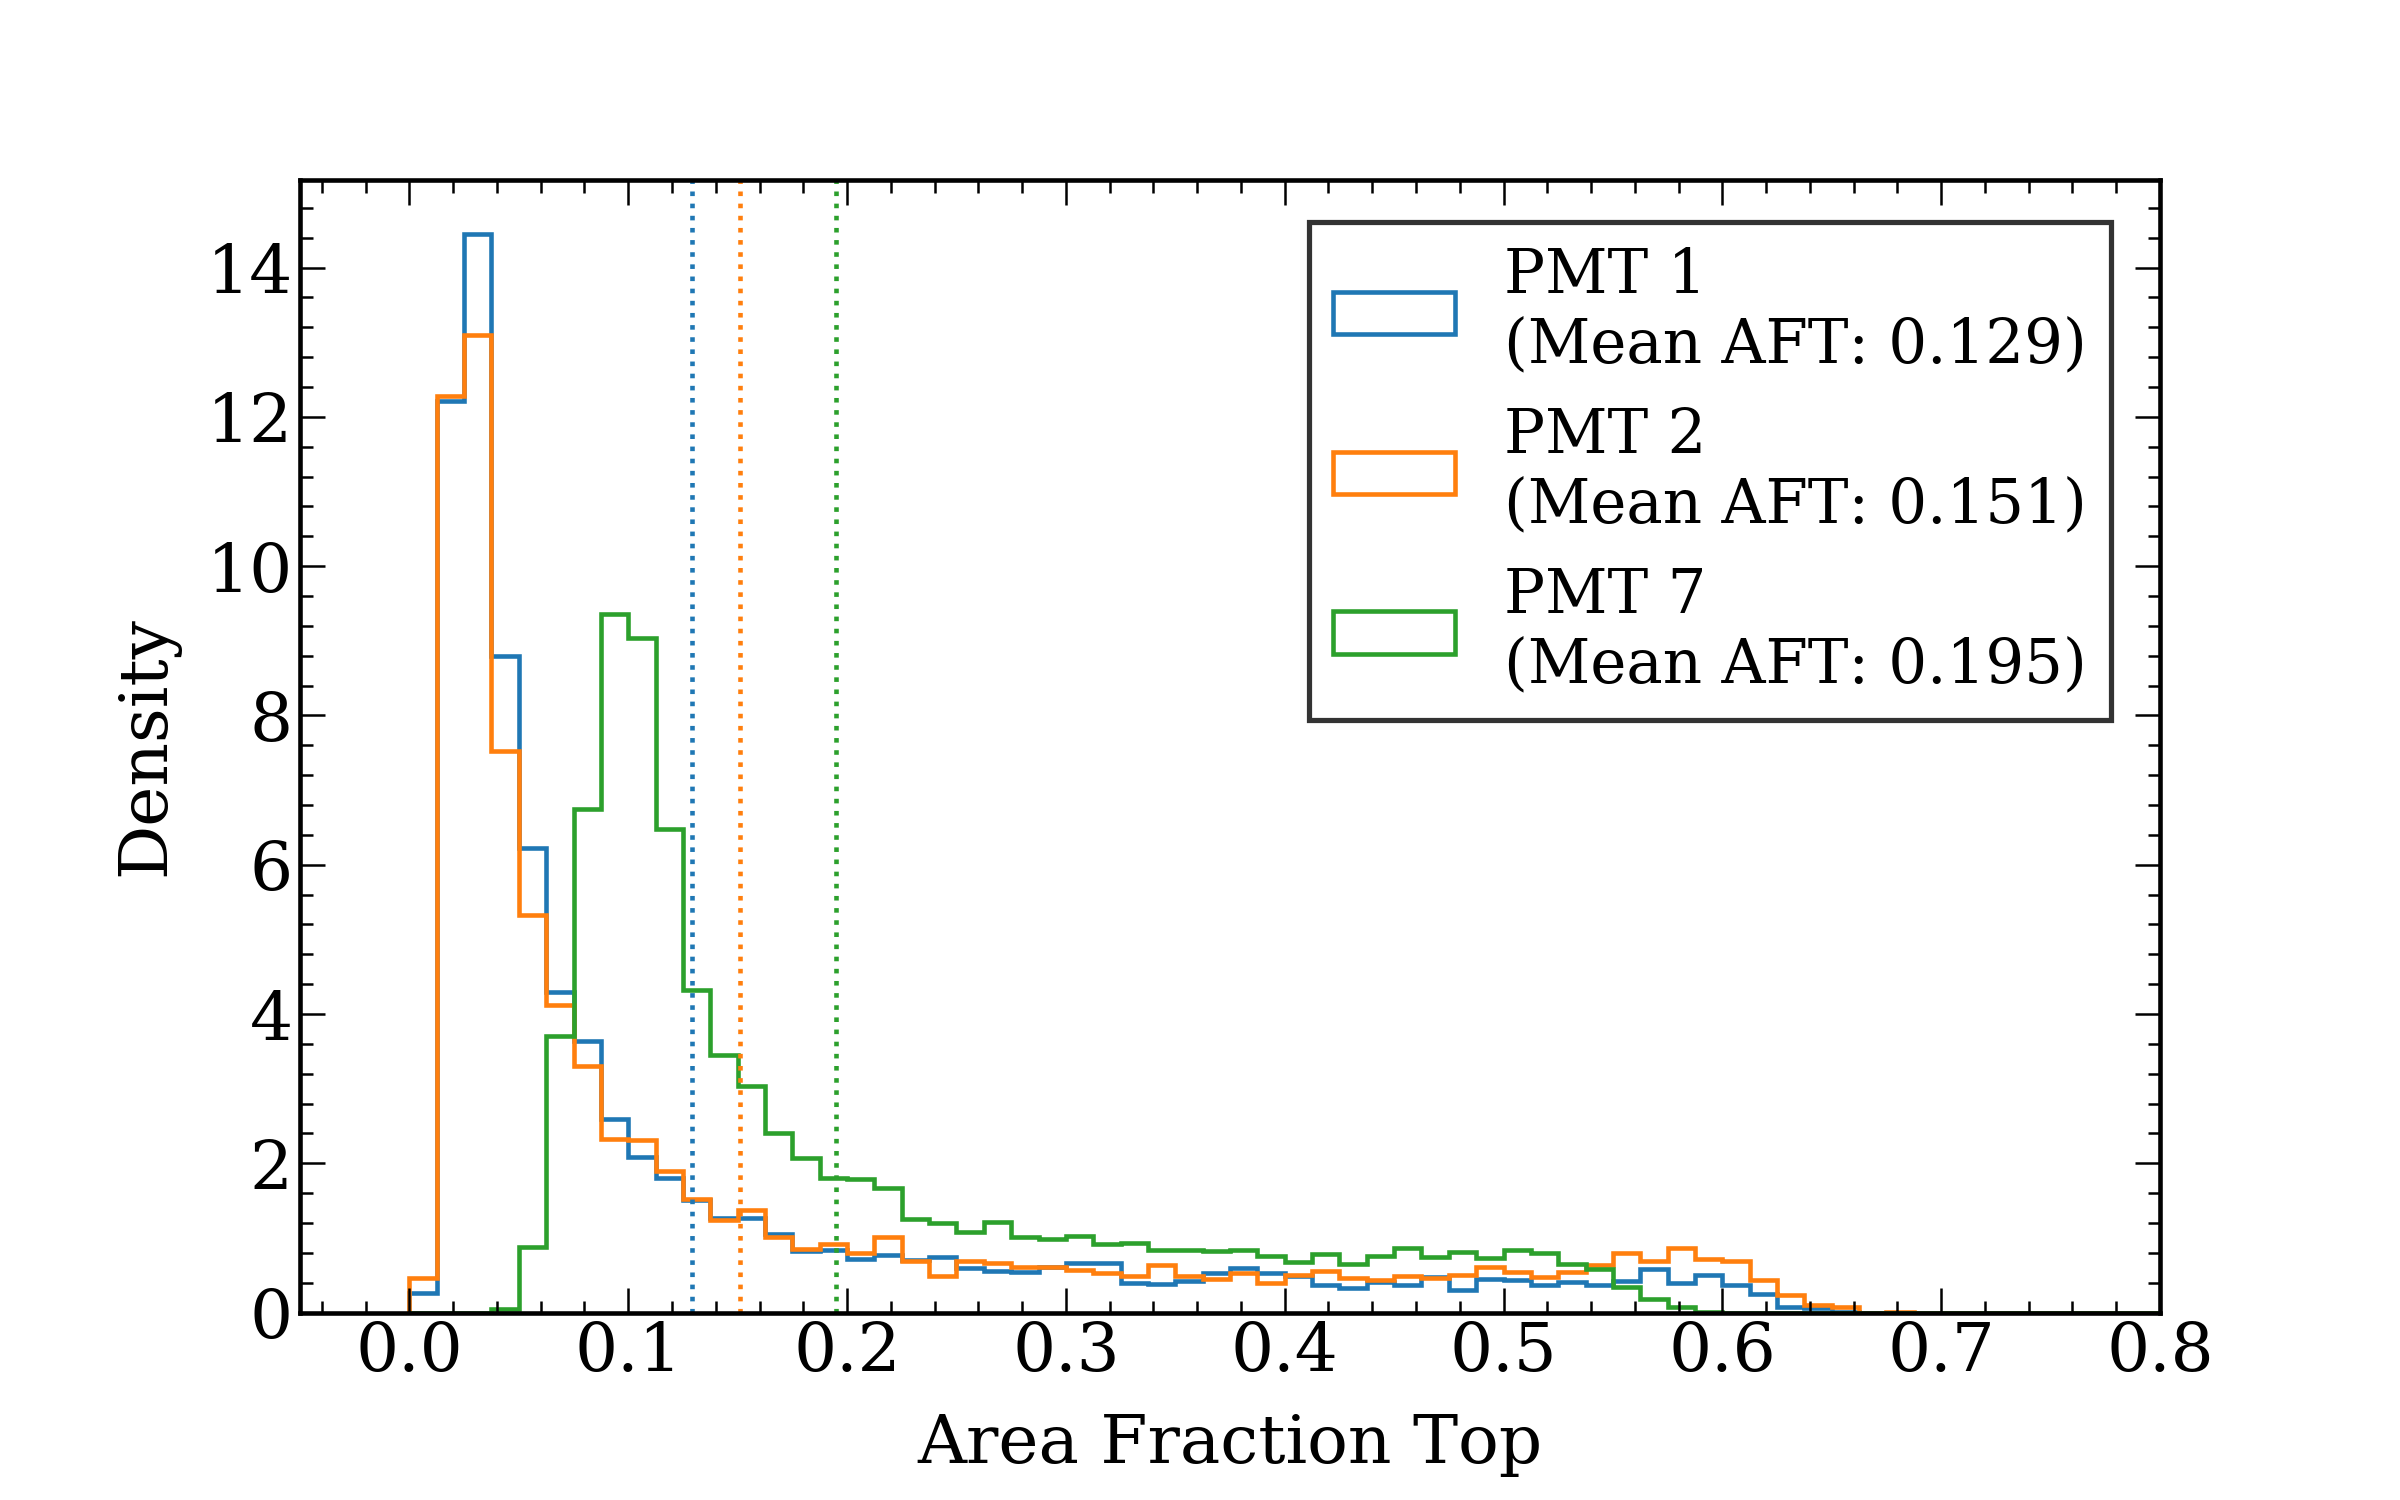 PMT 1
(Mean AFT: 0.129)
PMT 2
(Mean AFT: 0.151)
PMT 7
(Mean AFT: 0.195)
14
12
10
8
6
4
2
0
Density
0.0 0.1 0.2 0.3 0.4 0.5 0.6 0.7 0.8
Area Fraction Top